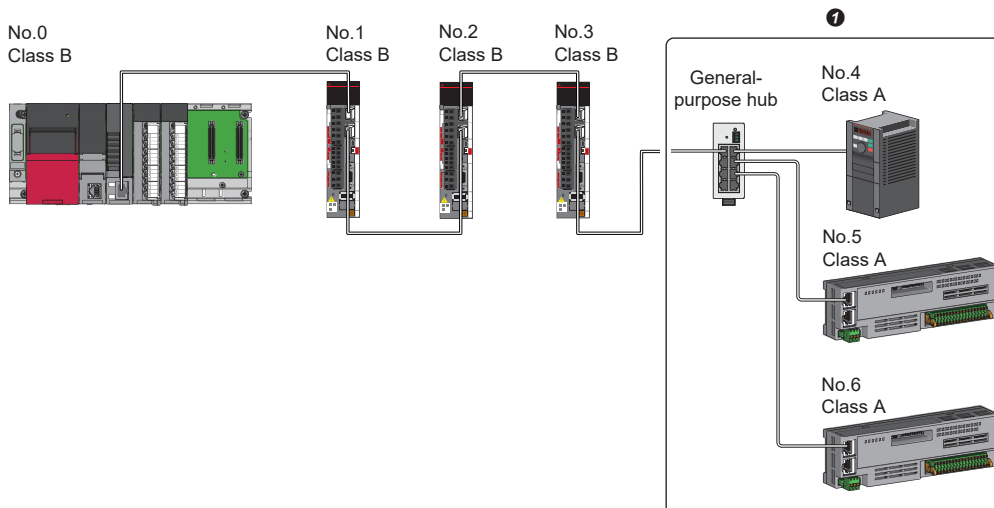 ❶
No.0
Class B
No.1
Class B
No.2
Class B
No.3
Class B
General-
purpose hub
No.4
Class A
No.5
Class A
No.6
Class A